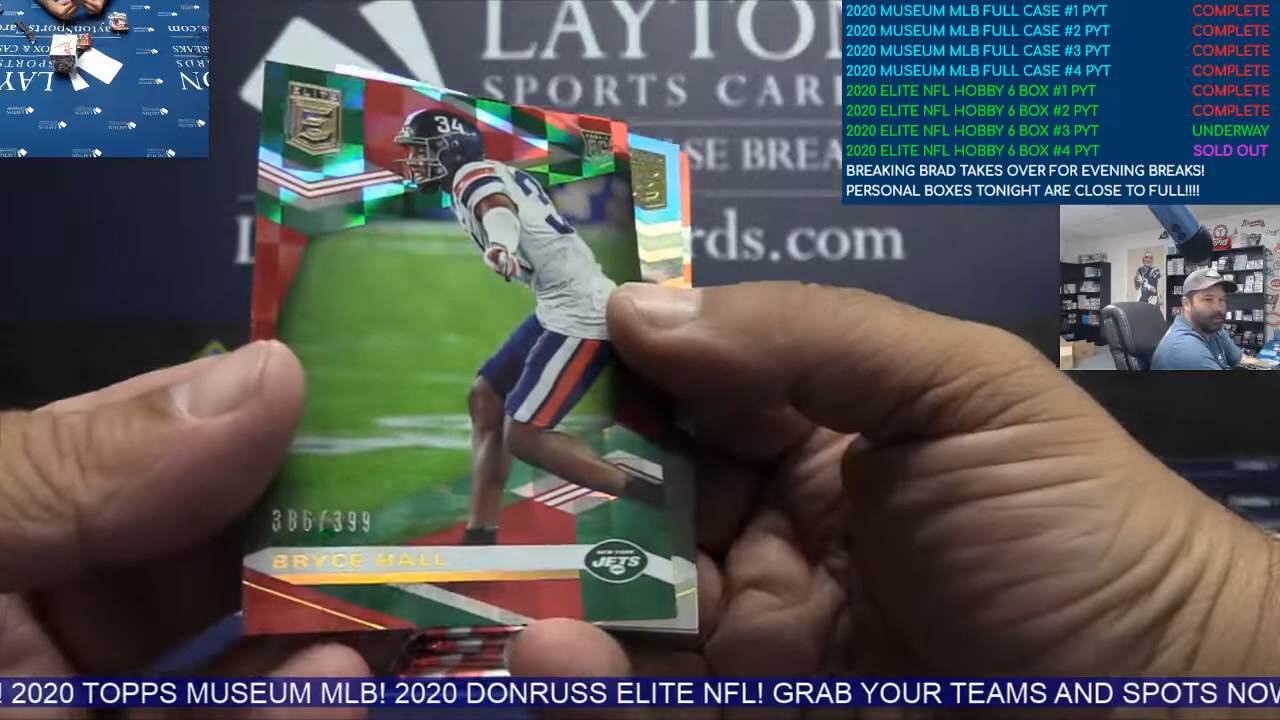 LAYTON
SPORTS CAR
SE BREA
rds.com
2020 MUSEUM MLB FULL CASE #1 PYT COMPLETE
2020 MUSEUM MLB FULL CASE #2 PYT COMPLETE
2020 MUSEUM MLB FULL CASE #3 PYT COMPLETE
2020 MUSEUM MLB FULL CASE #4 PYT COMPLETE
2020 ELITE NFL HOBBY 6 BOX #1 PYT COMPLETE
2020 ELITE NFL HOBBY 6 BOX #2 PYT COMPLETE
2020 ELITE NFL HOBBY 6 BOX #3 PYT UNDERWAY
2020 ELITE NFL HOBBY 6 BOX #4 PYT SOLD OUT
BREAKING BRAD TAKES OVER FOR EVENING BREAKS!
PERSONAL BOXES TONIGHT ARE CLOSE TO FULL!!!!
ELITE
E
34
3
386/399
BRYCE HALL
NEW YORK
JETS
! 2020 TOPPS MUSEUM MLB! 2020 DONRUSS ELITE NFL! GRAB YOUR TEAMS AND SPOTS NOW